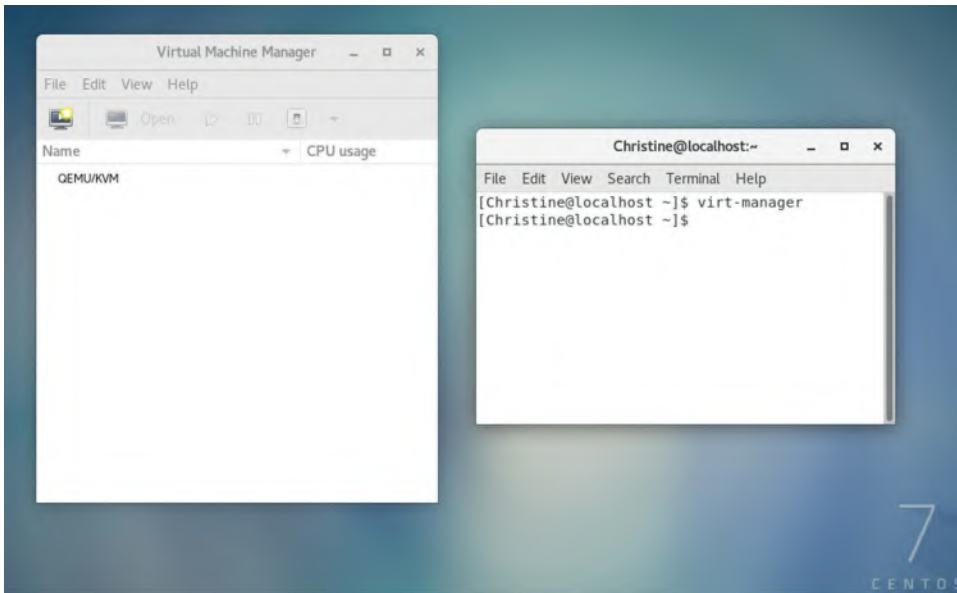 Virtual Machine Manager
File Edit View Help
Open
Name CPU usage
QEMU/KVM
Christine@localhost:~
File Edit View Search Terminal Help
[Christine@localhost ~]$ virt-manager
[Christine@localhost ~]$
7
CENTOS